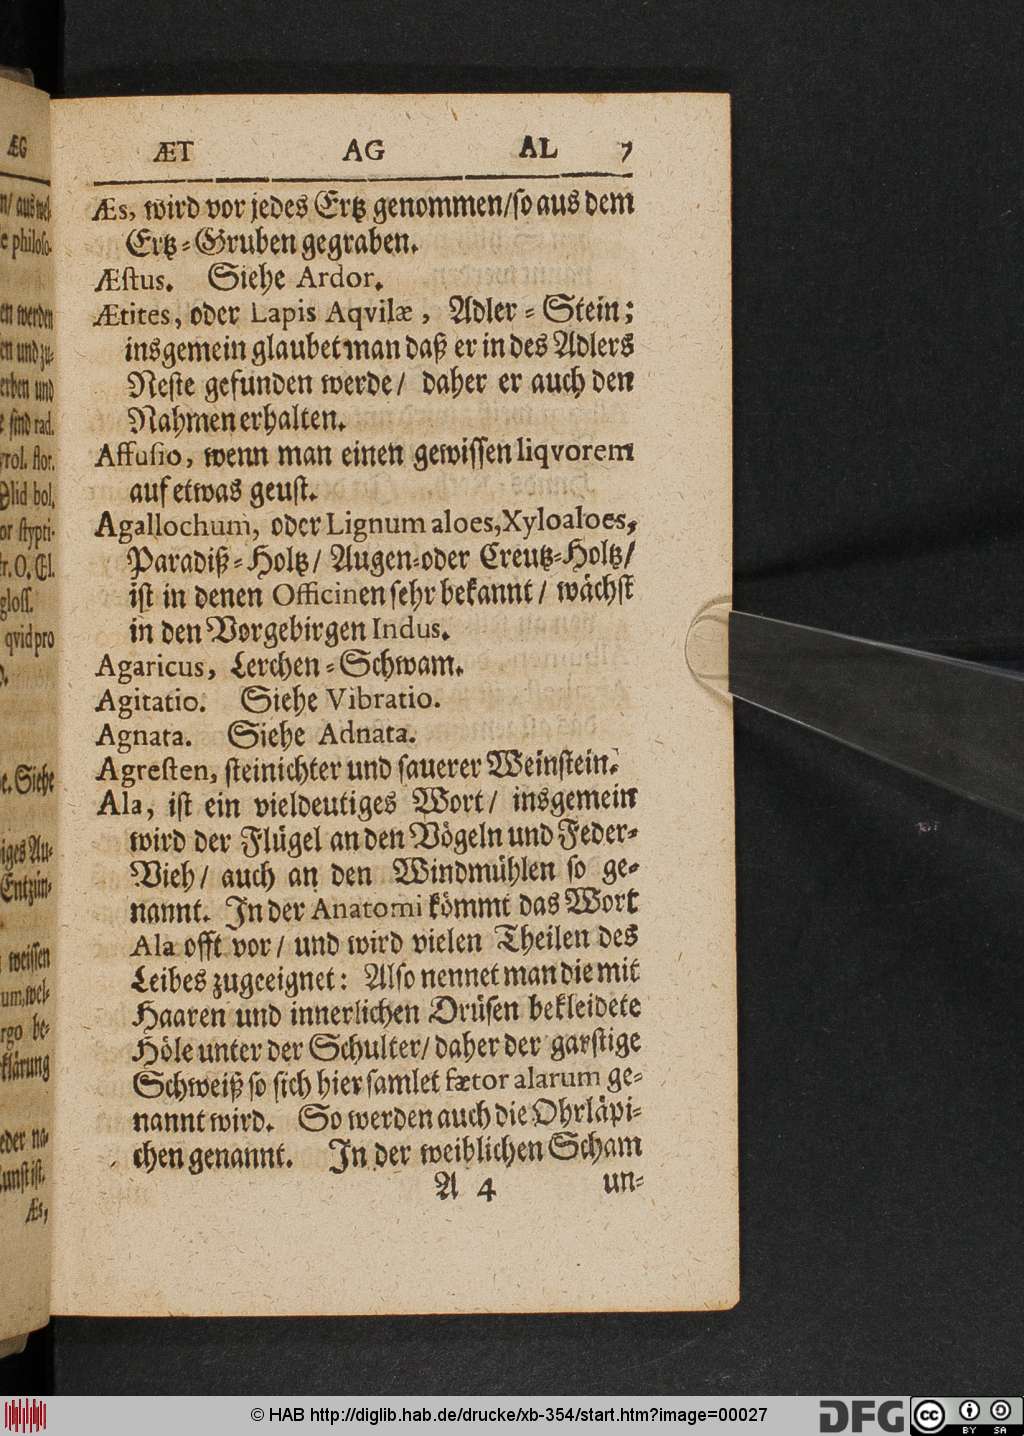 ÆT AG AL 7
Æs, wird vor jedes Ertz genommen/so aus dem
Ertz-Gruben gegraben.
Æſtus. Siehe Ardor.
Ætites, oder Lapis Aqvilæ, Adler-Stein;
insgemein glaubet man daß er in des Adlers
Neſte gefunden werde/ daher er auch den
Nahmen erhalten.
Affuſio, wenn man einen gewiſſen liqvorem
auf etwas geuſt.
Agallochum, oder Lignum aloes, Xyloaloes,
Paradiß-Holtz/ Augen-oder Creutz-Holtz/
iſt in denen Officinen ſehr bekannt/ wächſt
in den Vorgebirgen Indus.
Agaricus, Lerchen-Schwam.
Agitatio. Siehe Vibratio.
Agnata. Siehe Adnata.
Agreſten, ſteinichter und ſauerer Weinſtein.
Ala, iſt ein vieldeutiges Wort/ insgemein
wird der Flügel an den Vögeln und Feder-
Vieh/ auch an den Windmühlen ſo ge-
nannt. In der Anatomi kömmt das Wort
Ala offt vor/ und wird vielen Theilen des
Leibes zugeeignet: Alſo nennet man die mit
Haaren und innerlichen Drüſen bekleidete
Höle unter der Schulter/ daher der garſtige
Schweiß ſo ſich hier ſamlet fætor alarum ge-
nannt wird. So werden auch die Ohrläpi-
chen genannt. In der weiblichen Scham
A 4 un-
© HAB http://diglib.hab.de/drucke/xb-354/start.htm?image=00027
DFG
cc BY SA